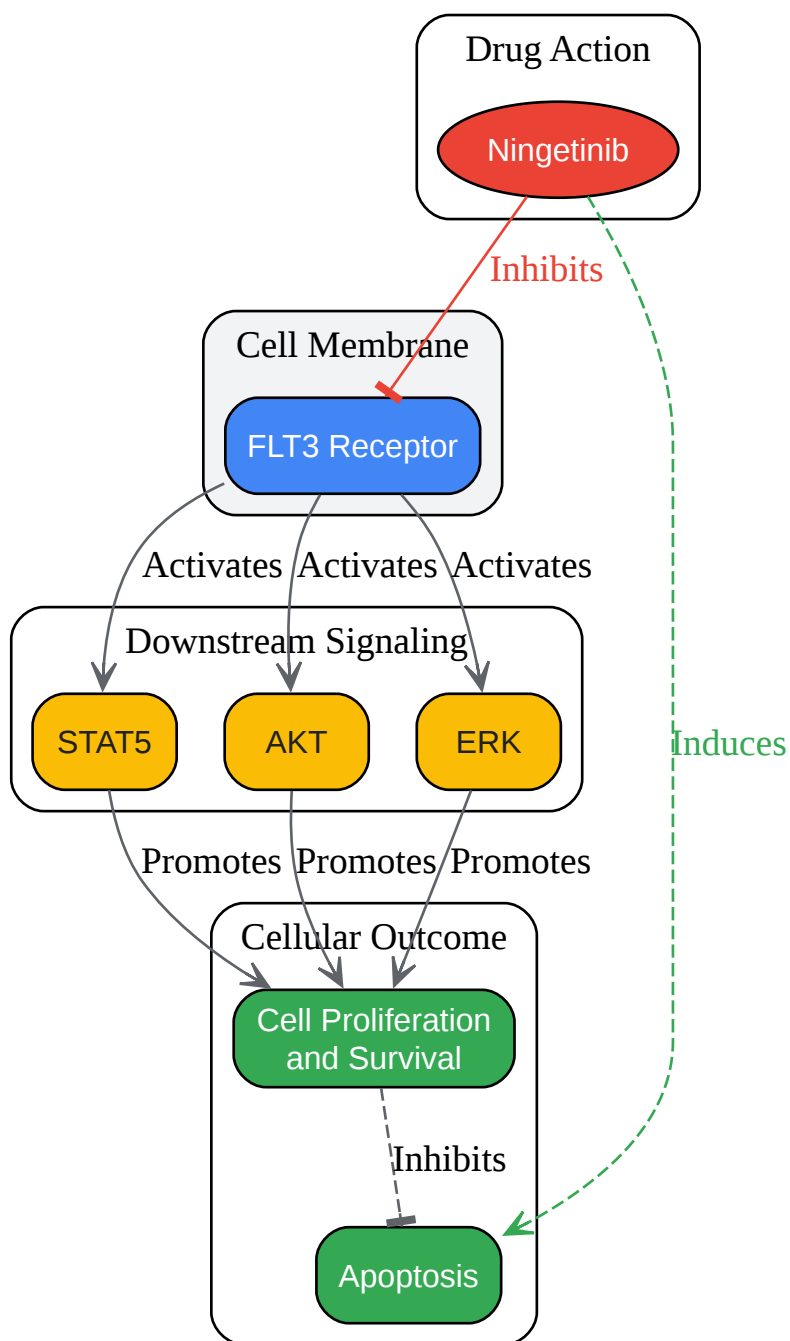 Drug Action
Ningetinib
Inhibits
Cell Membrane
FLT3 Receptor
Activates Activates Activates
Downstream Signaling
STAT5 AKT ERK
Induces
Promotes Promotes Promotes
Cellular Outcome
Cell Proliferation
and Survival
Inhibits
Apoptosis